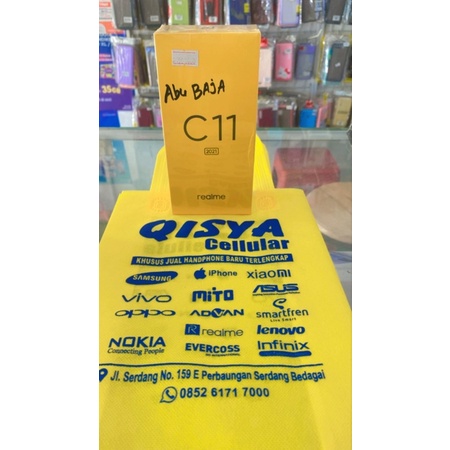 ABU BAJA
C11
2021
realme
QISYA
Cellular
KHUSUS JUAL HANDPHONE BARU TERLENGKAP
SAMSUNG iPhone xiaomi
vivo mito ASUS
oppo ADVAN smartfren
Live Smart
realme lenovo
NOKIA EVERCOSS Infinix
Connecting People
Jl. Serdang No. 159 E Perbaungan Serdang Bedagai
0852 6171 7000